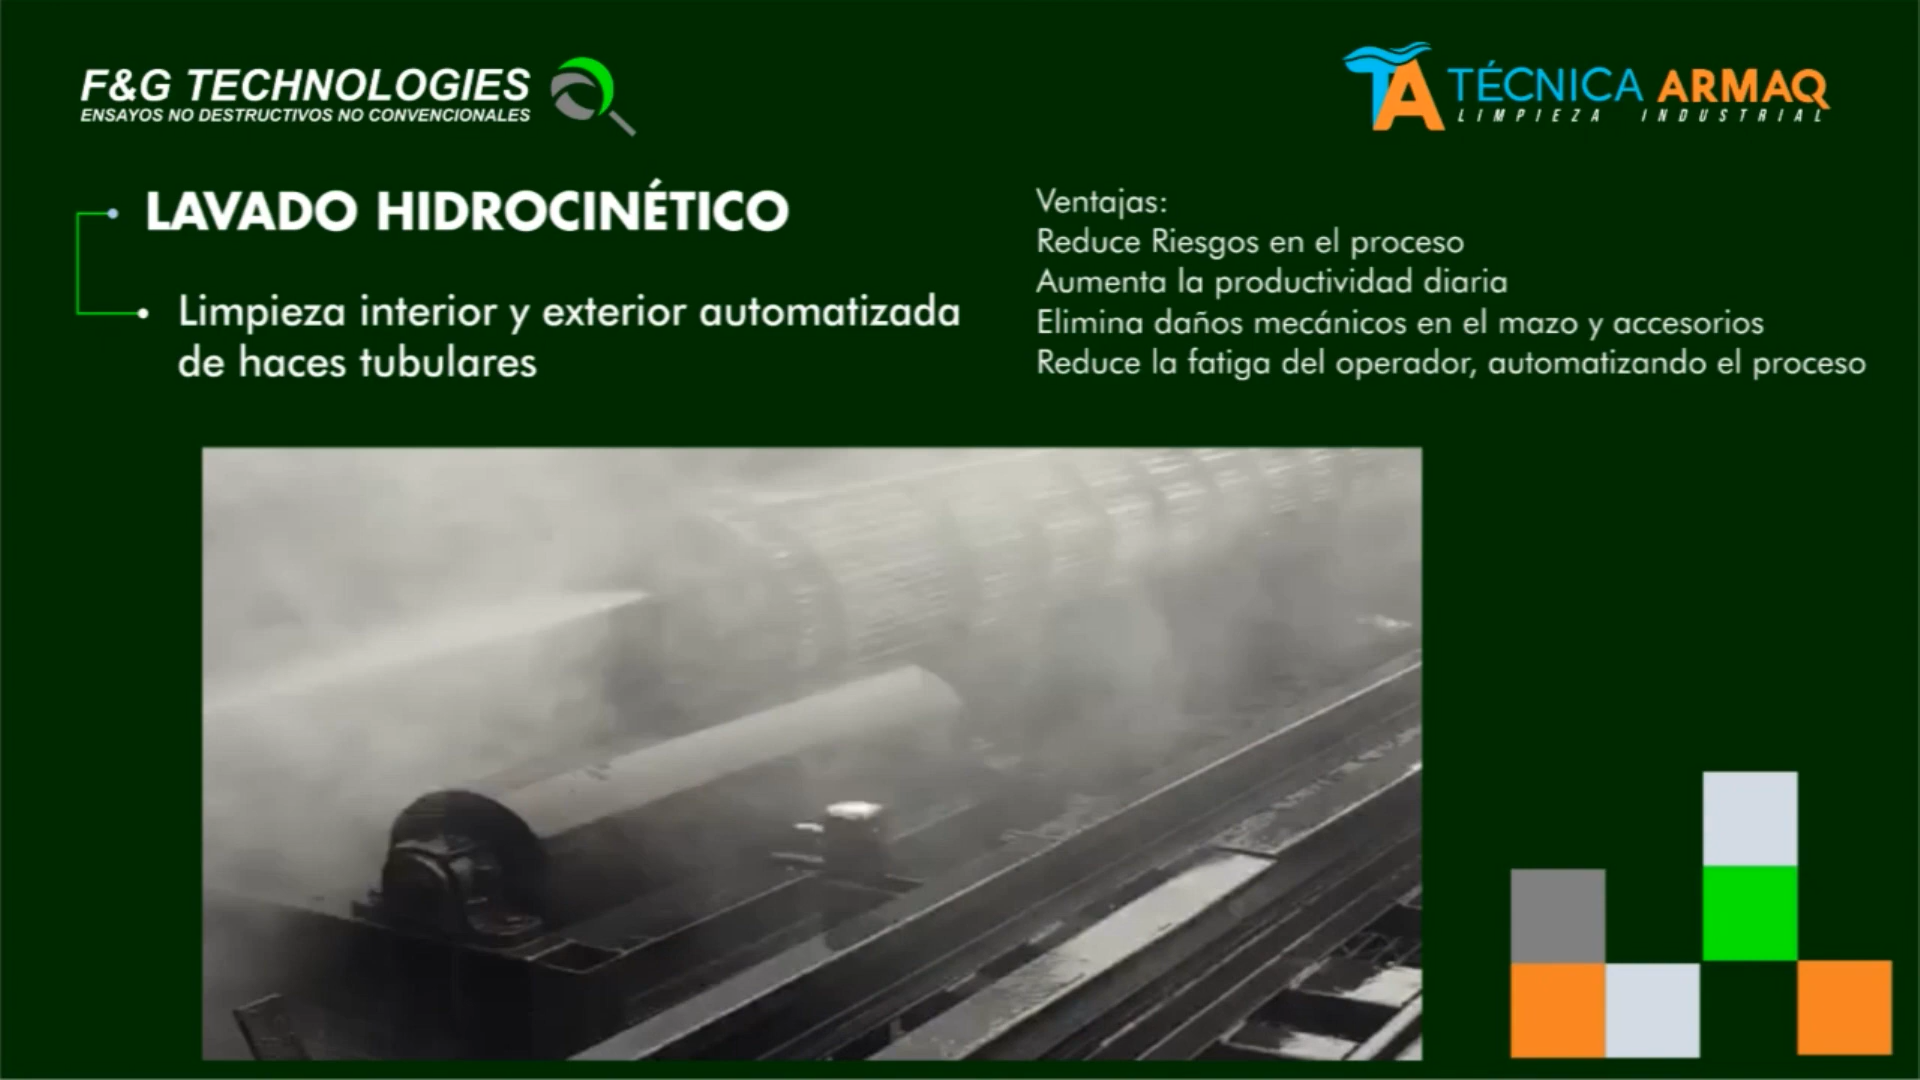 F&G TECHNOLOGIES
ENSAYOS NO DESTRUCTIVOS NO CONVENCIONALES
TA TÉCNICA ARMAQ
LIMPIEZA INDUSTRIAL
LAVADO HIDROCINÉTICO
Limpieza interior y exterior automatizada
de haces tubulares
Ventajas:
Reduce Riesgos en el proceso
Aumenta la productividad diaria
Elimina daños mecánicos en el mazo y accesorios
Reduce la fatiga del operador, automatizando el proceso